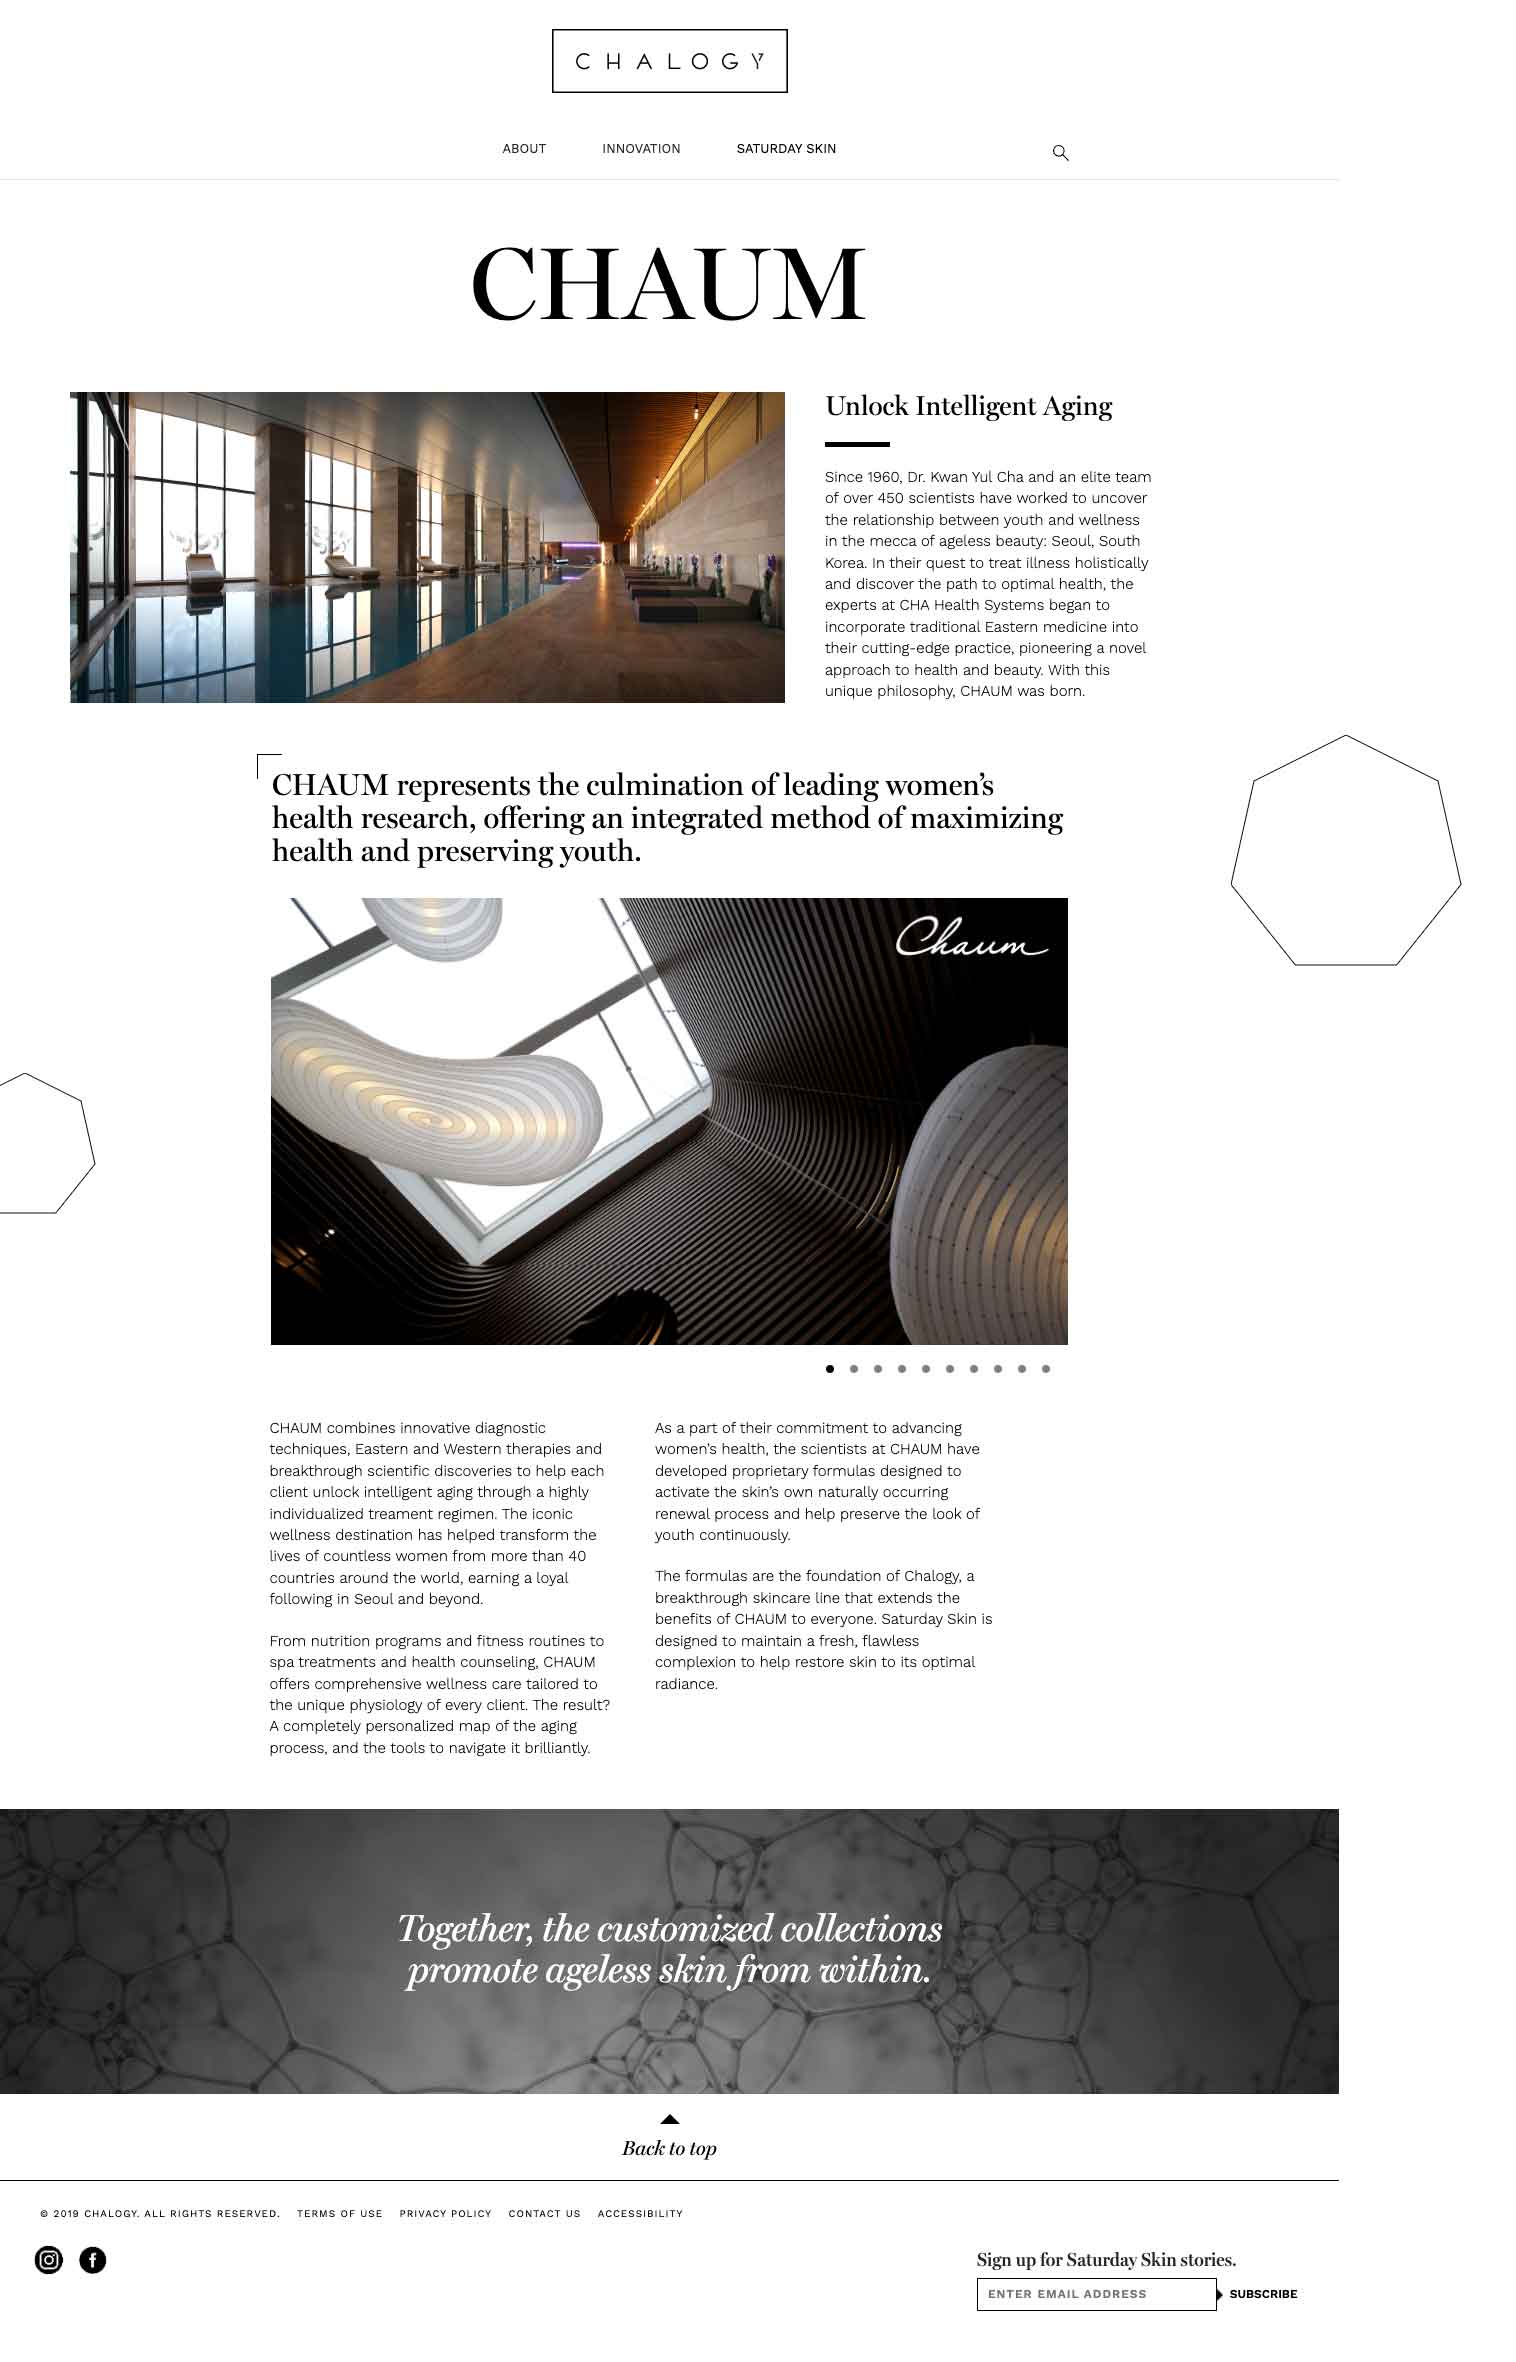 CHALOGY
ABOUT
INNOVATION
SATURDAY SKIN
CHAUM
Unlock Intelligent Aging
Since 1960, Dr. Kwan Yul Cha and an elite team
of over 450 scientists have worked to uncover
the relationship between youth and wellness
in the mecca of ageless beauty: Seoul, South
Korea. In their quest to treat illness holistically
and discover the path to optimal health, the
experts at CHA Health Systems began to
incorporate traditional Eastern medicine into
their cutting-edge practice, pioneering a novel
approach to health and beauty. With this
unique philosophy, CHAUM was born.
CHAUM represents the culmination of leading women’s
health research, offering an integrated method of maximizing
health and preserving youth.
Chaum
CHAUM combines innovative diagnostic
techniques, Eastern and Western therapies and
breakthrough scientific discoveries to help each
client unlock intelligent aging through a highly
individualized treament regimen. The iconic
wellness destination has helped transform the
lives of countless women from more than 40
countries around the world, earning a loyal
following in Seoul and beyond.
From nutrition programs and fitness routines to
spa treatments and health counseling, CHAUM
offers comprehensive wellness care tailored to
the unique physiology of every client. The result?
A completely personalized map of the aging
process, and the tools to navigate it brilliantly.
As a part of their commitment to advancing
women’s health, the scientists at CHAUM have
developed proprietary formulas designed to
activate the skin’s own naturally occurring
renewal process and help preserve the look of
youth continuously.
The formulas are the foundation of Chalogy, a
breakthrough skincare line that extends the
benefits of CHAUM to everyone. Saturday Skin is
designed to maintain a fresh, flawless
complexion to help restore skin to its optimal
radiance.
Together, the customized collections
promote ageless skin from within.
Back to top
© 2019 CHALOGY. ALL RIGHTS RESERVED. TERMS OF USE PRIVACY POLICY CONTACT US ACCESSIBILITY
Sign up for Saturday Skin stories.
ENTER EMAIL ADDRESS
SUBSCRIBE